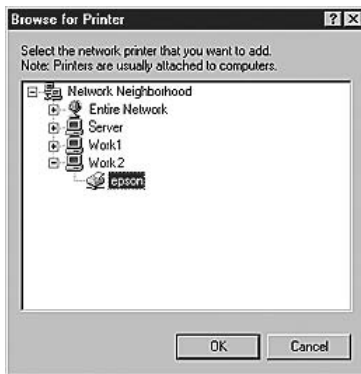 Browse for Printer
Select the network printer that you want to add.
Note: Printers are usually attached to computers.
Network Neighborhood
Entire Network
Server
Work1
Work2
epson
OK Cancel